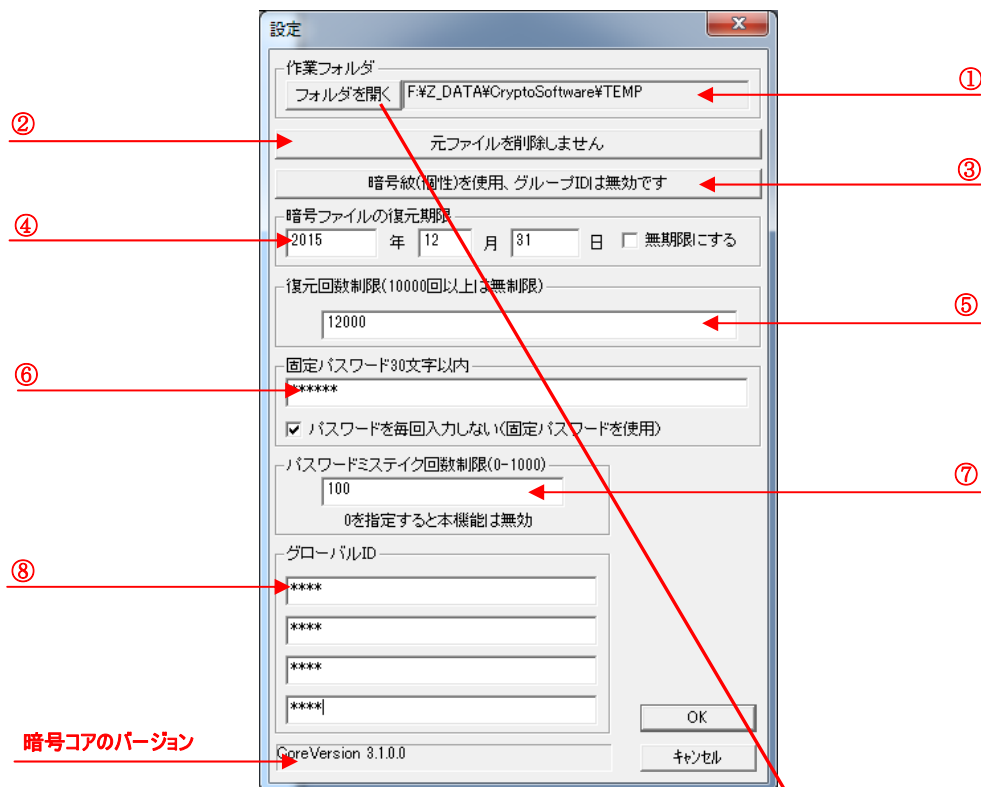 設定
作業フォルダ
フォルダを開く F:¥Z_DATA¥CryptoSoftware¥TEMP
①
②
元ファイルを削除しません
③
暗号紋(個性)を使用、グループIDは無効です
④
暗号ファイルの復元期限
2015 年 12 月 31 日 無期限にする
復元回数制限(10000回以上は無制限)
⑤
12000
⑥
固定パスワード30文字以内
******
パスワードを毎回入力しない(固定パスワードを使用)
パスワードミステイク回数制限(0-1000)
⑦
100
0を指定すると本機能は無効
グローバルID
⑧
****
****
****
****
OK
暗号コアのバージョン
CoreVersion 3.1.0.0
キャンセル